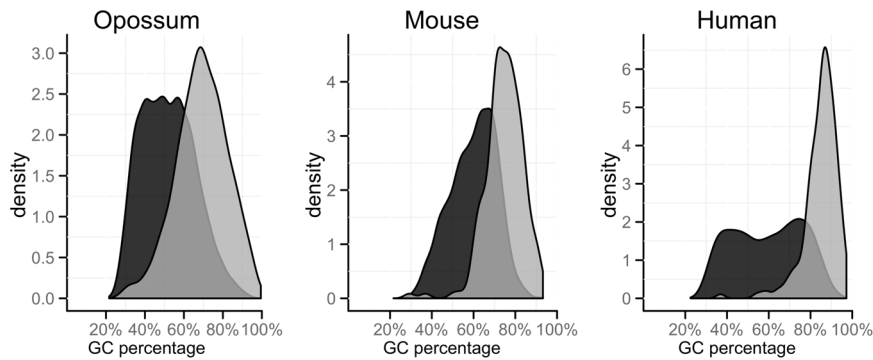 Opossum
Mouse
Human
density
3.0
2.5
2.0
1.5
1.0
0.5
0.0
20% 40% 60% 80% 100%
GC percentage
density
4
3
2
1
0
20% 40% 60% 80% 100%
GC percentage
density
6
5
4
3
2
1
0
20% 40% 60% 80% 100%
GC percentage